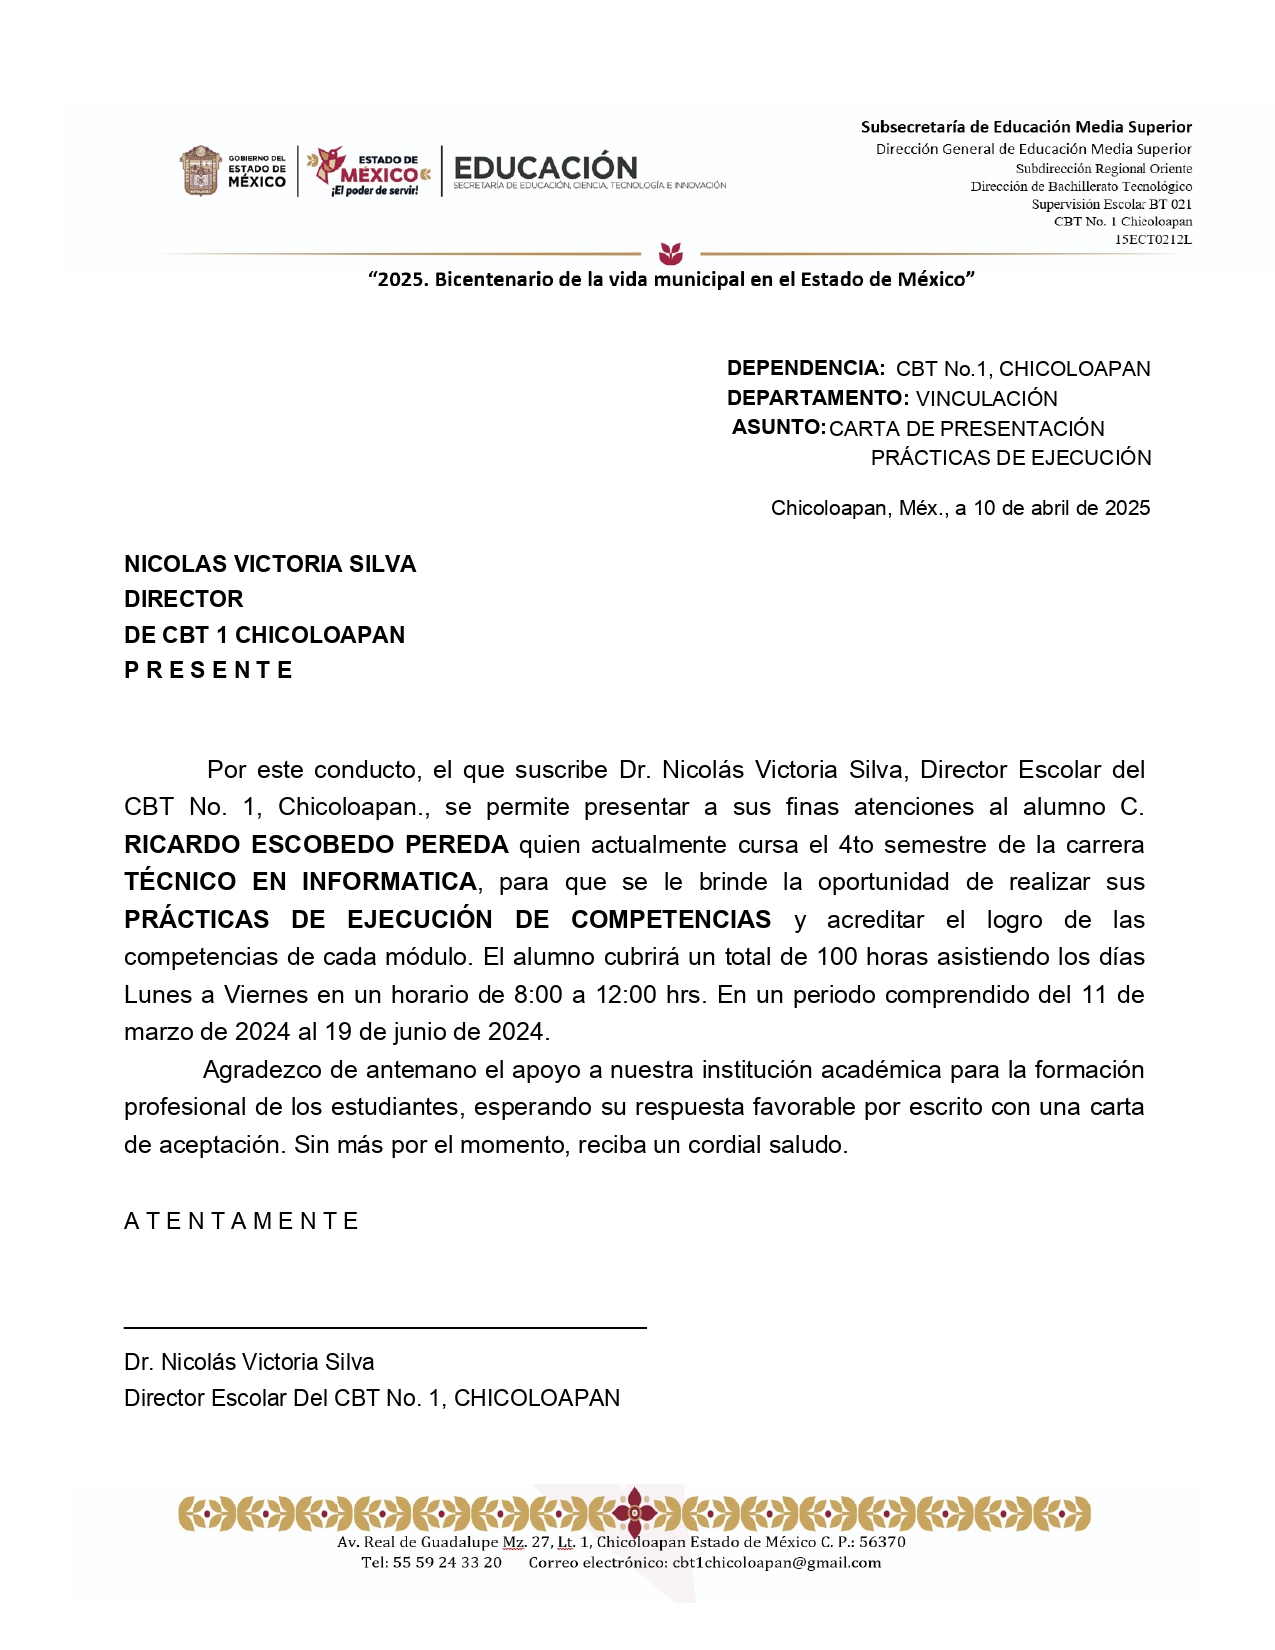 Subsecretaría de Educación Media Superior
Dirección General de Educación Media Superior
Subdirección Regional Oriente
Dirección de Bachillerato Tecnológico
Supervisión Escolar BT 021
CBT No. 1 Chicoloapan
15ECT0212L
GOBIERNO DEL
ESTADO DE
MÉXICO
ESTADO DE
MÉXICO
¡El poder de servir!
EDUCACIÓN
SECRETARÍA DE EDUCACIÓN, CIENCIA, TECNOLOGÍA E INNOVACIÓN
“2025. Bicentenario de la vida municipal en el Estado de México”
DEPENDENCIA: CBT No.1, CHICOLOAPAN
DEPARTAMENTO: VINCULACIÓN
ASUNTO: CARTA DE PRESENTACIÓN
PRÁCTICAS DE EJECUCIÓN
Chicoloapan, Méx., a 10 de abril de 2025
NICOLAS VICTORIA SILVA
DIRECTOR
DE CBT 1 CHICOLOAPAN
P R E S E N T E
Por este conducto, el que suscribe Dr. Nicolás Victoria Silva, Director Escolar del
CBT No. 1, Chicoloapan., se permite presentar a sus finas atenciones al alumno C.
RICARDO ESCOBEDO PEREDA quien actualmente cursa el 4to semestre de la carrera
TÉCNICO EN INFORMATICA, para que se le brinde la oportunidad de realizar sus
PRÁCTICAS DE EJECUCIÓN DE COMPETENCIAS y acreditar el logro de las
competencias de cada módulo. El alumno cubrirá un total de 100 horas asistiendo los días
Lunes a Viernes en un horario de 8:00 a 12:00 hrs. En un periodo comprendido del 11 de
marzo de 2024 al 19 de junio de 2024.
Agradezco de antemano el apoyo a nuestra institución académica para la formación
profesional de los estudiantes, esperando su respuesta favorable por escrito con una carta
de aceptación. Sin más por el momento, reciba un cordial saludo.
A T E N T A M E N T E
Dr. Nicolás Victoria Silva
Director Escolar Del CBT No. 1, CHICOLOAPAN
Av. Real de Guadalupe Mz. 27, Lt. 1, Chicoloapan Estado de México C. P.: 56370
Tel: 55 59 24 33 20 Correo electrónico: cbt1chicoloapan@gmail.com